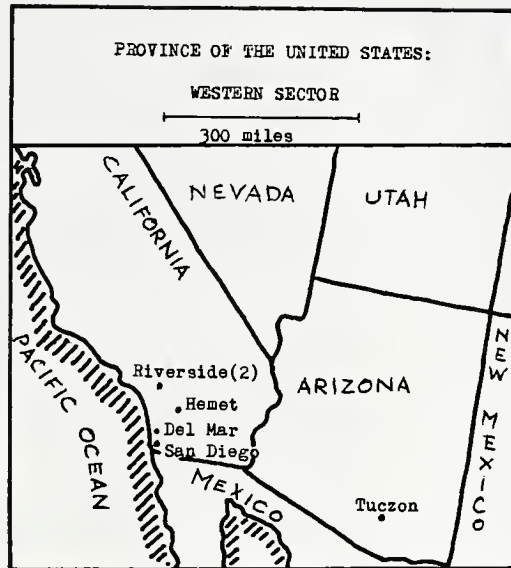 PROVINCE OF THE UNITED STATES:
WESTERN SECTOR
300 miles
CALIFORNIA
NEVADA
UTAH
PACIFIC OCEAN
Riverside(2)
Hemet
Del Mar
San Diego
ARIZONA
NEW MEXICO
MEXICO
Tuczon